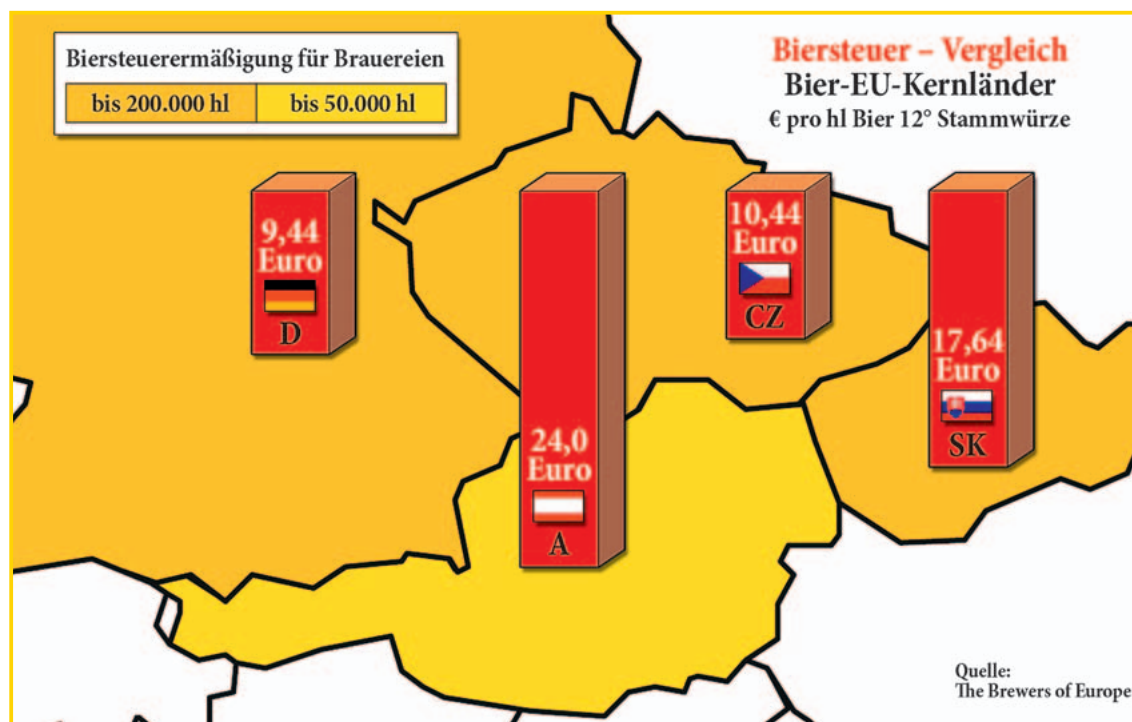 Biersteuerermäßigung für Brauereien
bis 200.000 hl bis 50.000 hl
Biersteuer – Vergleich
Bier-EU-Kernländer
€ pro hl Bier 12° Stammwürze
9,44
Euro
D
24,0
Euro
A
10,44
Euro
CZ
17,64
Euro
SK
Quelle:
The Brewers of Europe